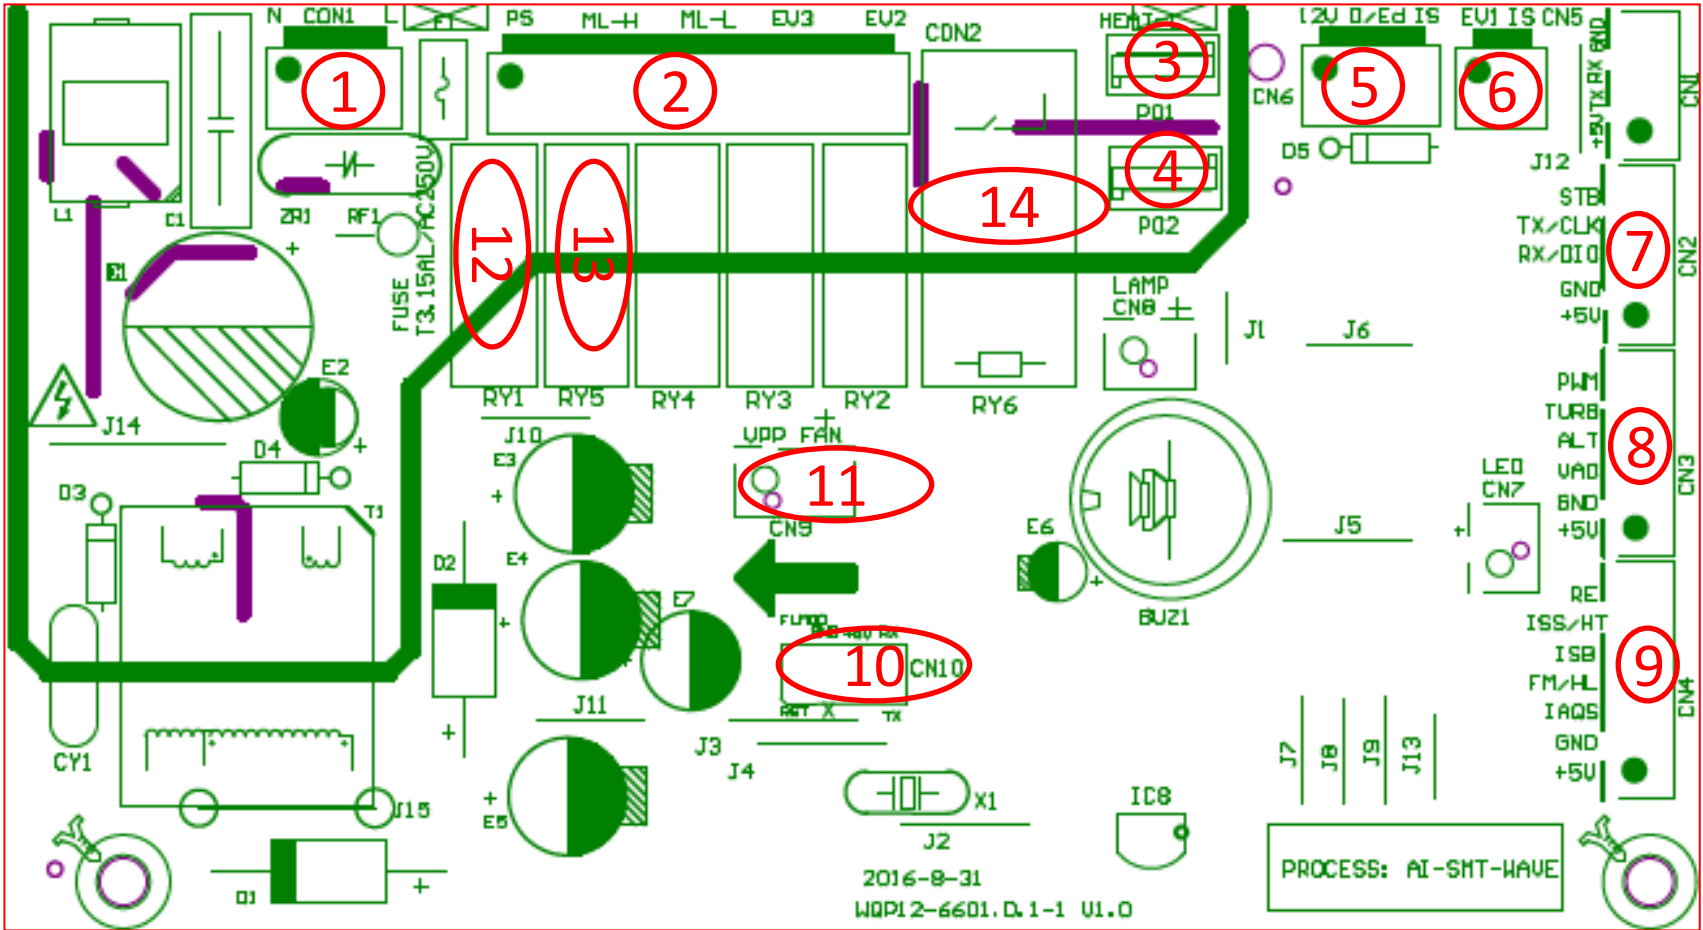 N CON1 L F1 PS ML-H ML-L EV3 EV2 CON2
12V D/Ed IS EV1 IS CN5
GND
RX
TX
+5V
CN1
1
2
3
4
5
6
P01
P02
CN6
D5
J12
L1
C1
ZR1
RF1
FUSE
T3.15AL/AC250V
12
13
14
STB
TX/CLK
RX/DIO
GND
+5V
7
CN2
E1
+
E2
+
J14
D4
D3
T1
RY1 RY5 RY4 RY3 RY2 RY6
LAMP
CN8 +
J1
J6
PWM
TURB
ALT
VAD
GND
+5V
8
CN3
J10
E3
+
VPP FAN
+
11
CN9
LED
CN7
+
J5
E6
+
BUZ1
D2
+
E4
+
E7
+
RX
10
CN10
TX
RE
ISS/HT
ISB
FM/HL
IAQS
GND
+5V
9
CN4
CY1
J11
J3
J4
J7
J8
J9
J13
J15
+
E5
X1
J2
IC8
D1
+
2016-8-31
WQP12-6601.D.1-1 V1.0
PROCESS: AI-SMT-WAVE